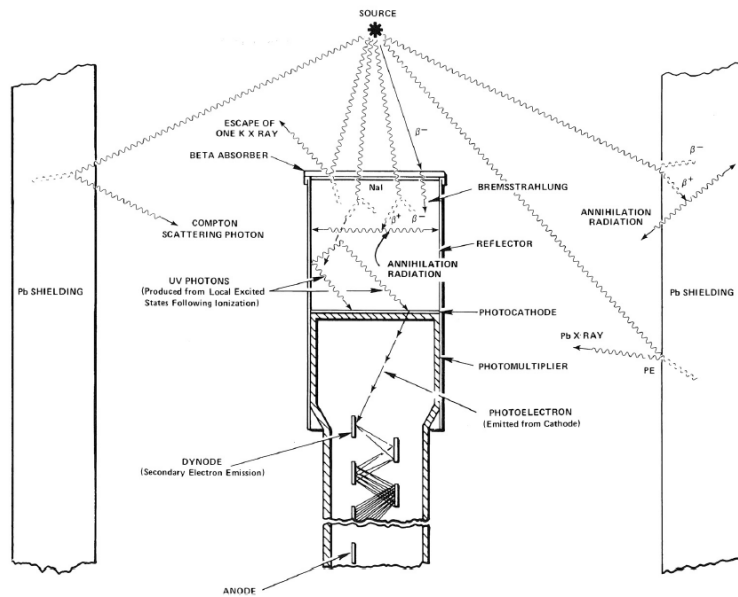 SOURCE
ESCAPE OF
ONE K X RAY
BETA ABSORBER
β−
β−
NaI
BREMSSTRAHLUNG
β+
β−
β+
COMPTON
SCATTERING PHOTON
ANNIHILATION
RADIATION
REFLECTOR
ANNIHILATION
RADIATION
UV PHOTONS
(Produced from Local Excited
States Following Ionization)
Pb SHIELDING
Pb SHIELDING
PHOTOCATHODE
Pb X-RAY
PE
PHOTOMULTIPLIER
PHOTOELECTRON
(Emitted from Cathode)
DYNODE
(Secondary Electron Emission)
ANODE